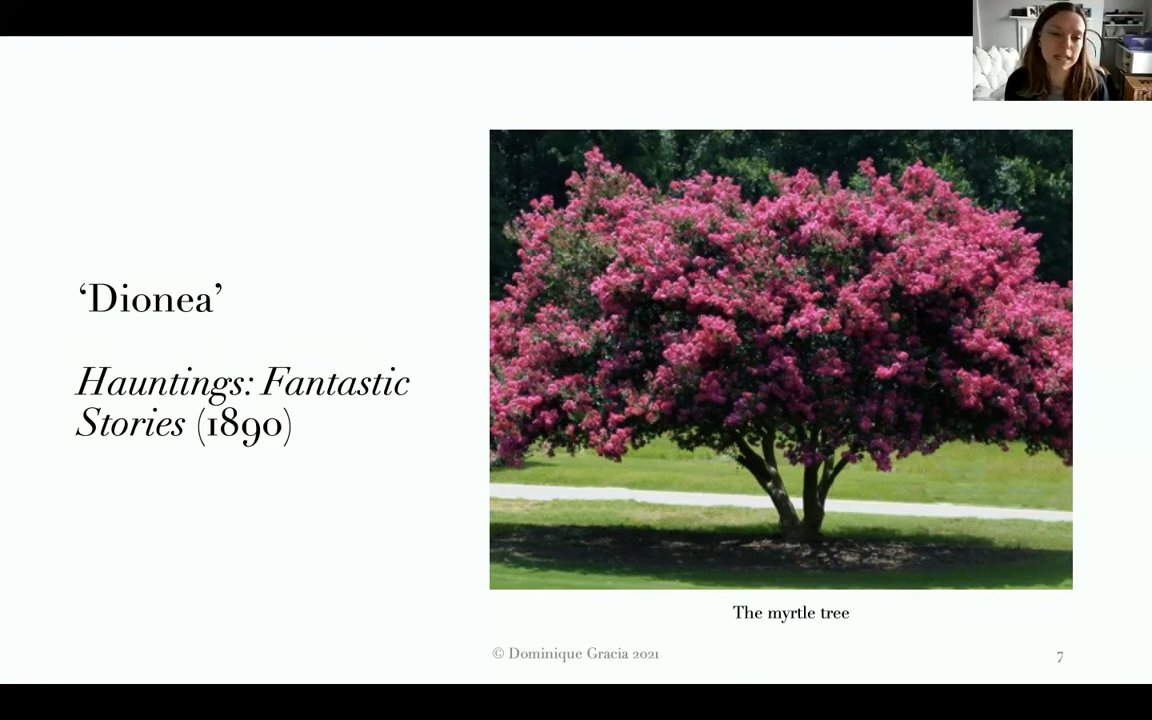 ‘Dionea’
Hauntings: Fantastic
Stories (1890)
The myrtle tree
© Dominique Gracia 2021
7